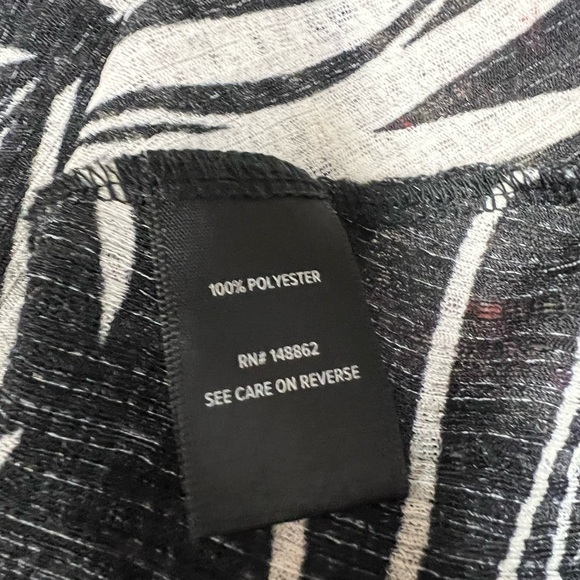 100% POLYESTER
RN# 148862
SEE CARE ON REVERSE